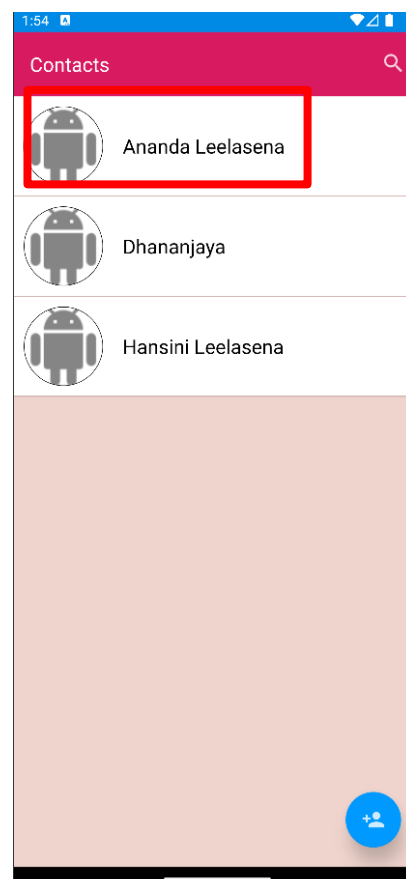 1:54
Contacts
Ananda Leelasena
Dhananjaya
Hansini Leelasena